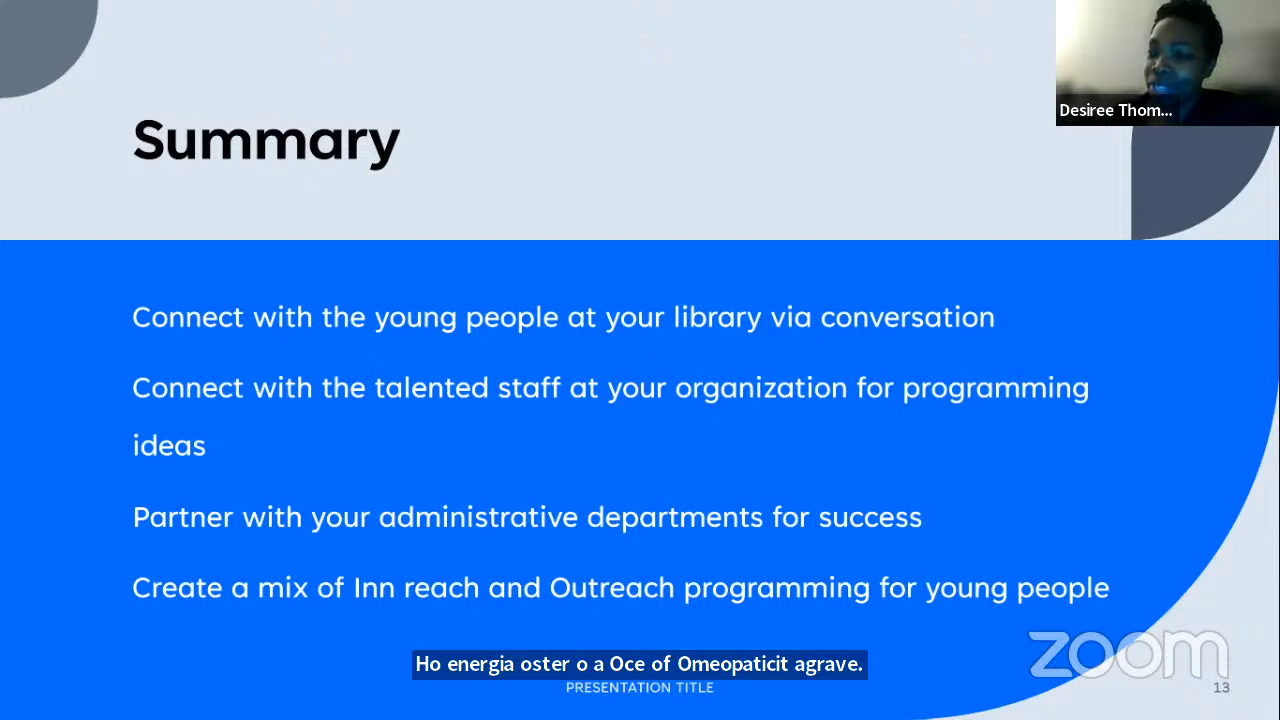 Desiree Thom...
Summary
Connect with the young people at your library via conversation
Connect with the talented staff at your organization for programming
ideas
Partner with your administrative departments for success
Create a mix of Inn reach and Outreach programming for young people
zoom
Ho energia oster o a Oce of Omeopaticit agrave.
PRESENTATION TITLE
13